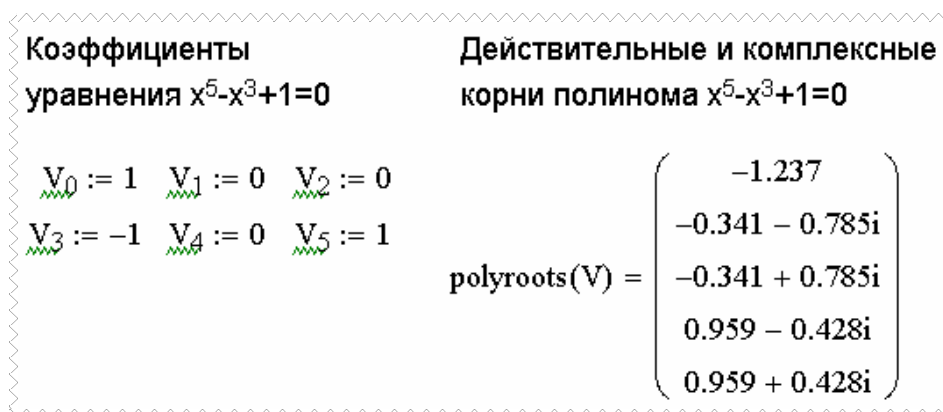 Коэффициенты
уравнения x⁵-x³+1=0
V₀ := 1 V₁ := 0 V₂ := 0
V₃ := −1 V₄ := 0 V₅ := 1
Действительные и комплексные
корни полинома x⁵-x³+1=0
−1.237
−0.341 − 0.785i
polyroots(V) = −0.341 + 0.785i
0.959 − 0.428i
0.959 + 0.428i